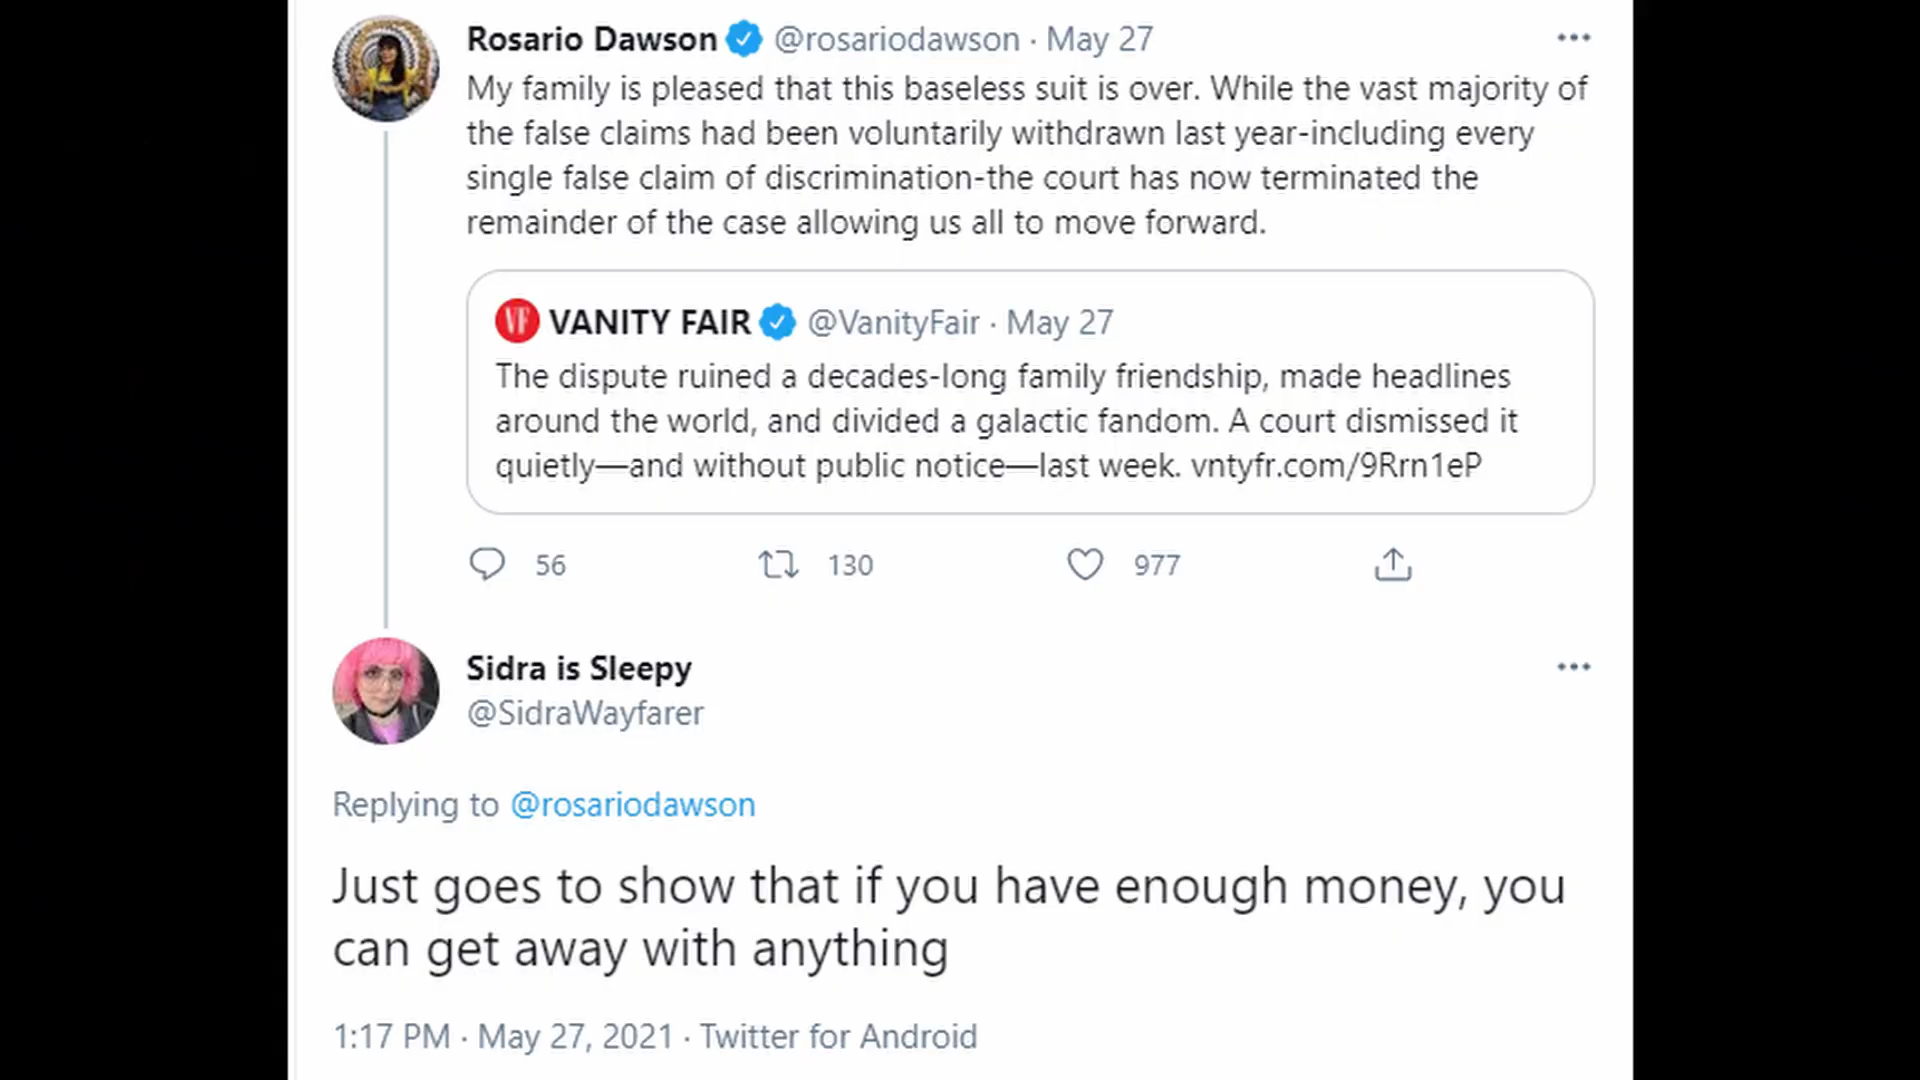 Rosario Dawson @rosariodawson · May 27
My family is pleased that this baseless suit is over. While the vast majority of
the false claims had been voluntarily withdrawn last year-including every
single false claim of discrimination-the court has now terminated the
remainder of the case allowing us all to move forward.
VF VANITY FAIR @VanityFair · May 27
The dispute ruined a decades-long family friendship, made headlines
around the world, and divided a galactic fandom. A court dismissed it
quietly—and without public notice—last week. vntyfr.com/9Rrn1eP
56 130 977
Sidra is Sleepy
@SidraWayfarer
Replying to @rosariodawson
Just goes to show that if you have enough money, you
can get away with anything
1:17 PM · May 27, 2021 · Twitter for Android